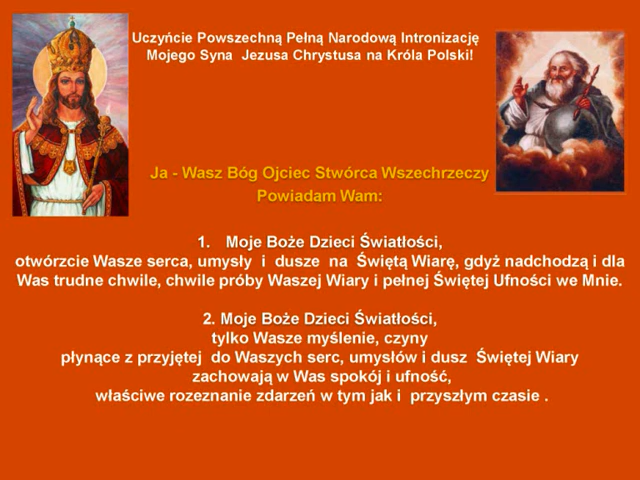 Uczyńcie Powszechną Pełną Narodową Intronizację
Mojego Syna Jezusa Chrystusa na Króla Polski!
Ja - Wasz Bóg Ojciec Stwórca Wszechrzeczy
Powiadam Wam:
1. Moje Boże Dzieci Światłości,
otwórzcie Wasze serca, umysły i dusze na Świętą Wiarę, gdyż nadchodzą i dla
Was trudne chwile, chwile próby Waszej Wiary i pełnej Świętej Ufności we Mnie.
2. Moje Boże Dzieci Światłości,
tylko Wasze myślenie, czyny
płynące z przyjętej do Waszych serc, umysłów i dusz Świętej Wiary
zachowają w Was spokój i ufność,
właściwe rozeznanie zdarzeń w tym jak i przyszłym czasie .